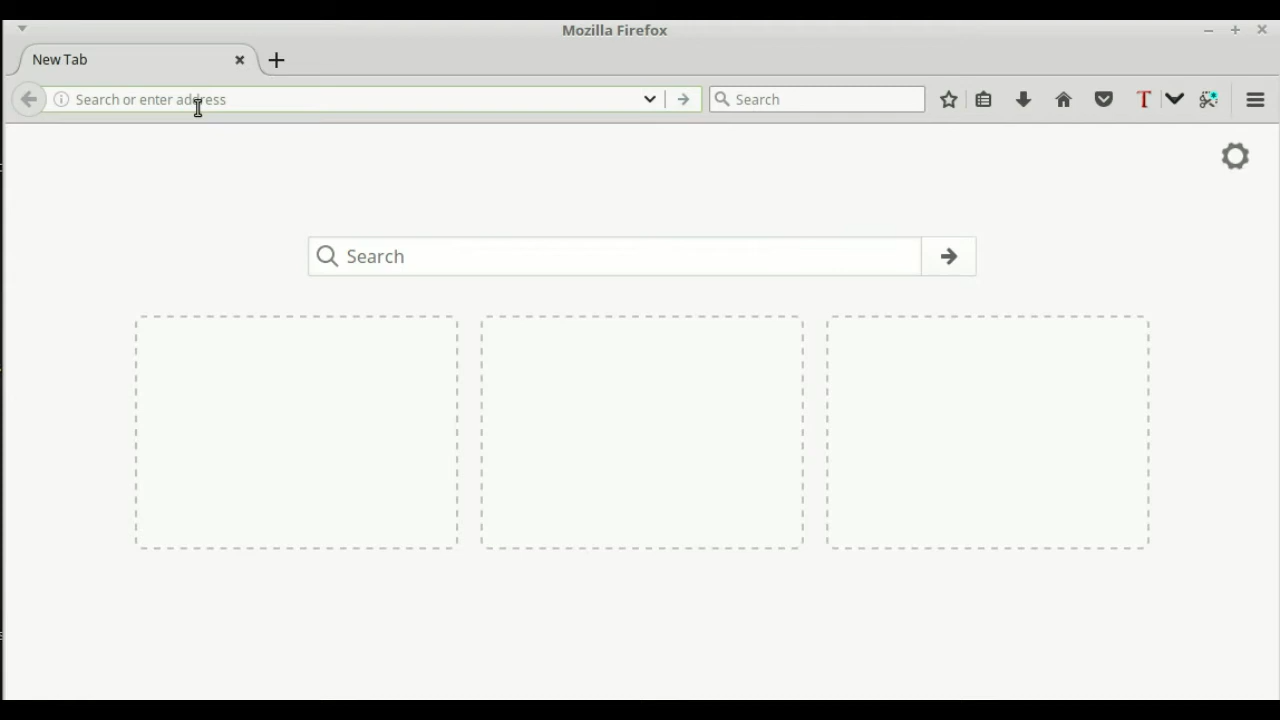 Mozilla Firefox
New Tab
Search or enter address
Search
T
Search